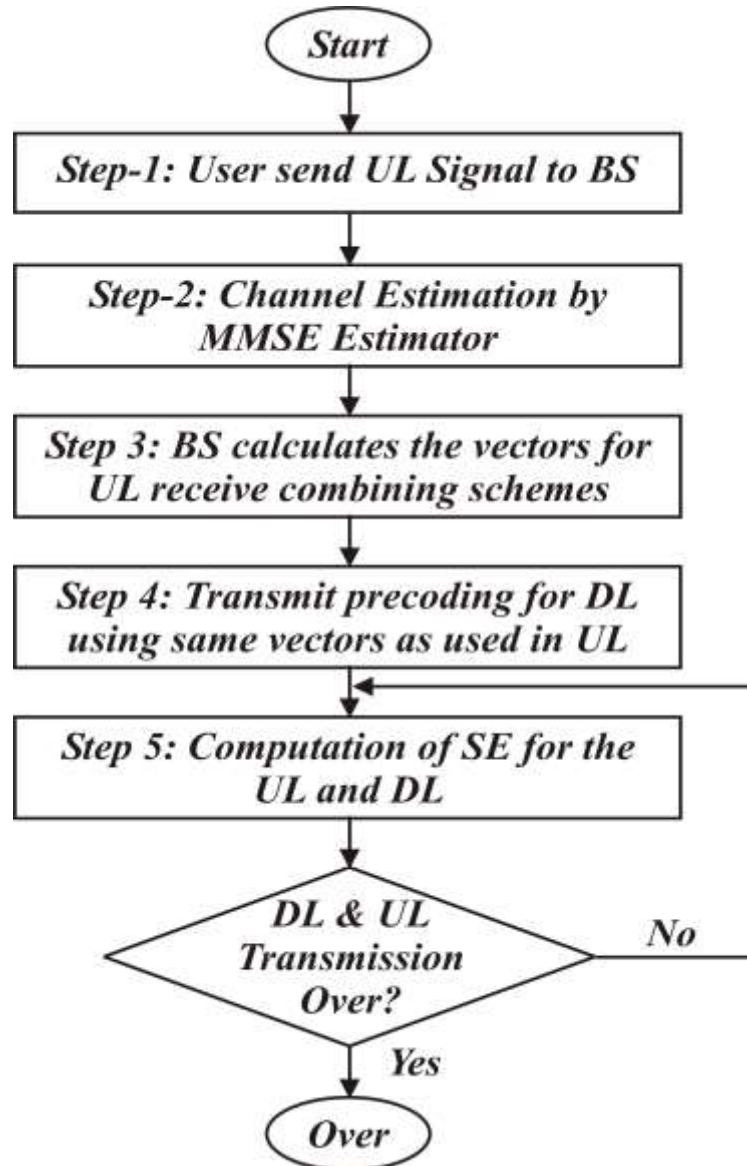 Start
Step-1: User send UL Signal to BS
Step-2: Channel Estimation by
MMSE Estimator
Step 3: BS calculates the vectors for
UL receive combining schemes
Step 4: Transmit precoding for DL
using same vectors as used in UL
Step 5: Computation of SE for the
UL and DL
DL & UL
Transmission
Over?
No
Yes
Over